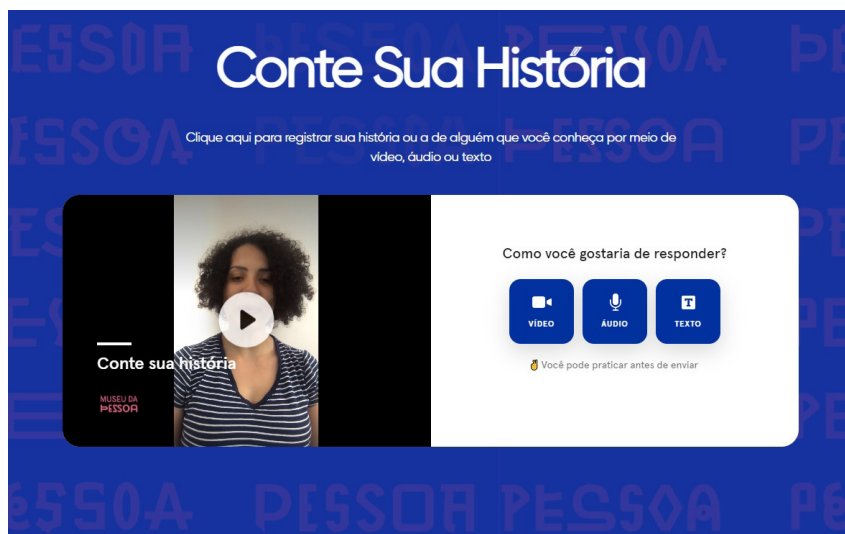 Conte Sua História
Clique aqui para registrar sua história ou a de alguém que você conheça por meio de
vídeo, áudio ou texto
Conte sua história
MUSEU DA
PESSOA
Como você gostaria de responder?
VÍDEO
ÁUDIO
TEXTO
Você pode praticar antes de enviar